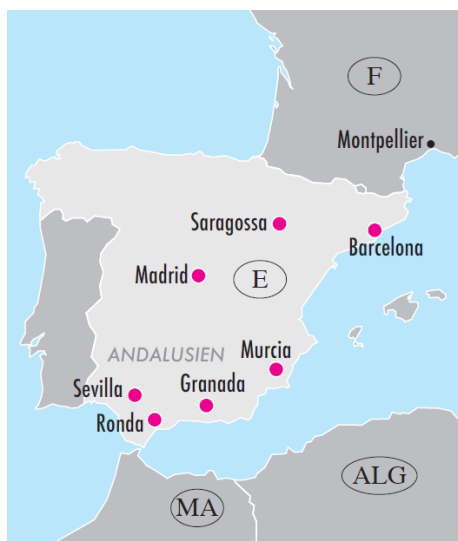 F
Montpellier
Saragossa
Barcelona
Madrid
E
ANDALUSIEN
Murcia
Sevilla
Granada
Ronda
ALG
MA